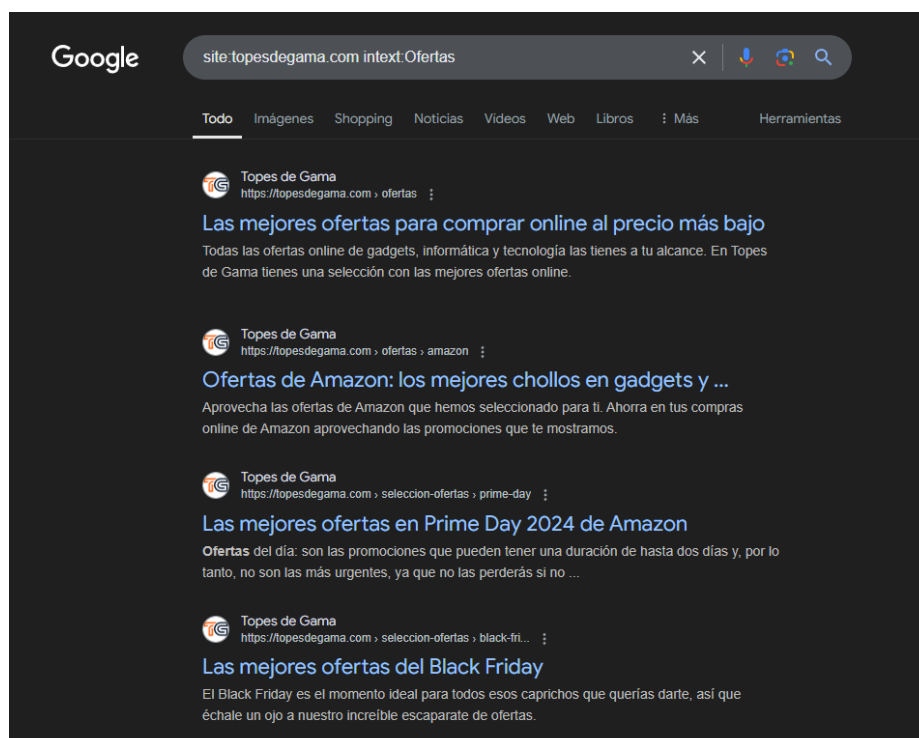 Google
site:topesdegama.com intext:Ofertas
Todo Imágenes Shopping Noticias Vídeos Web Libros Más Herramientas
Topes de Gama
https://topesdegama.com › ofertas
Las mejores ofertas para comprar online al precio más bajo
Todas las ofertas online de gadgets, informática y tecnología las tienes a tu alcance. En Topes
de Gama tienes una selección con las mejores ofertas online.
Topes de Gama
https://topesdegama.com › ofertas › amazon
Ofertas de Amazon: los mejores chollos en gadgets y ...
Aprovecha las ofertas de Amazon que hemos seleccionado para ti. Ahorra en tus compras
online de Amazon aprovechando las promociones que te mostramos.
Topes de Gama
https://topesdegama.com › seleccion-ofertas › prime-day
Las mejores ofertas en Prime Day 2024 de Amazon
Ofertas del día: son las promociones que pueden tener una duración de hasta dos días y, por lo
tanto, no son las más urgentes, ya que no las perderás si no ...
Topes de Gama
https://topesdegama.com › seleccion-ofertas › black-fri...
Las mejores ofertas del Black Friday
El Black Friday es el momento ideal para todos esos caprichos que querías darte, así que
échale un ojo a nuestro increíble escaparate de ofertas.